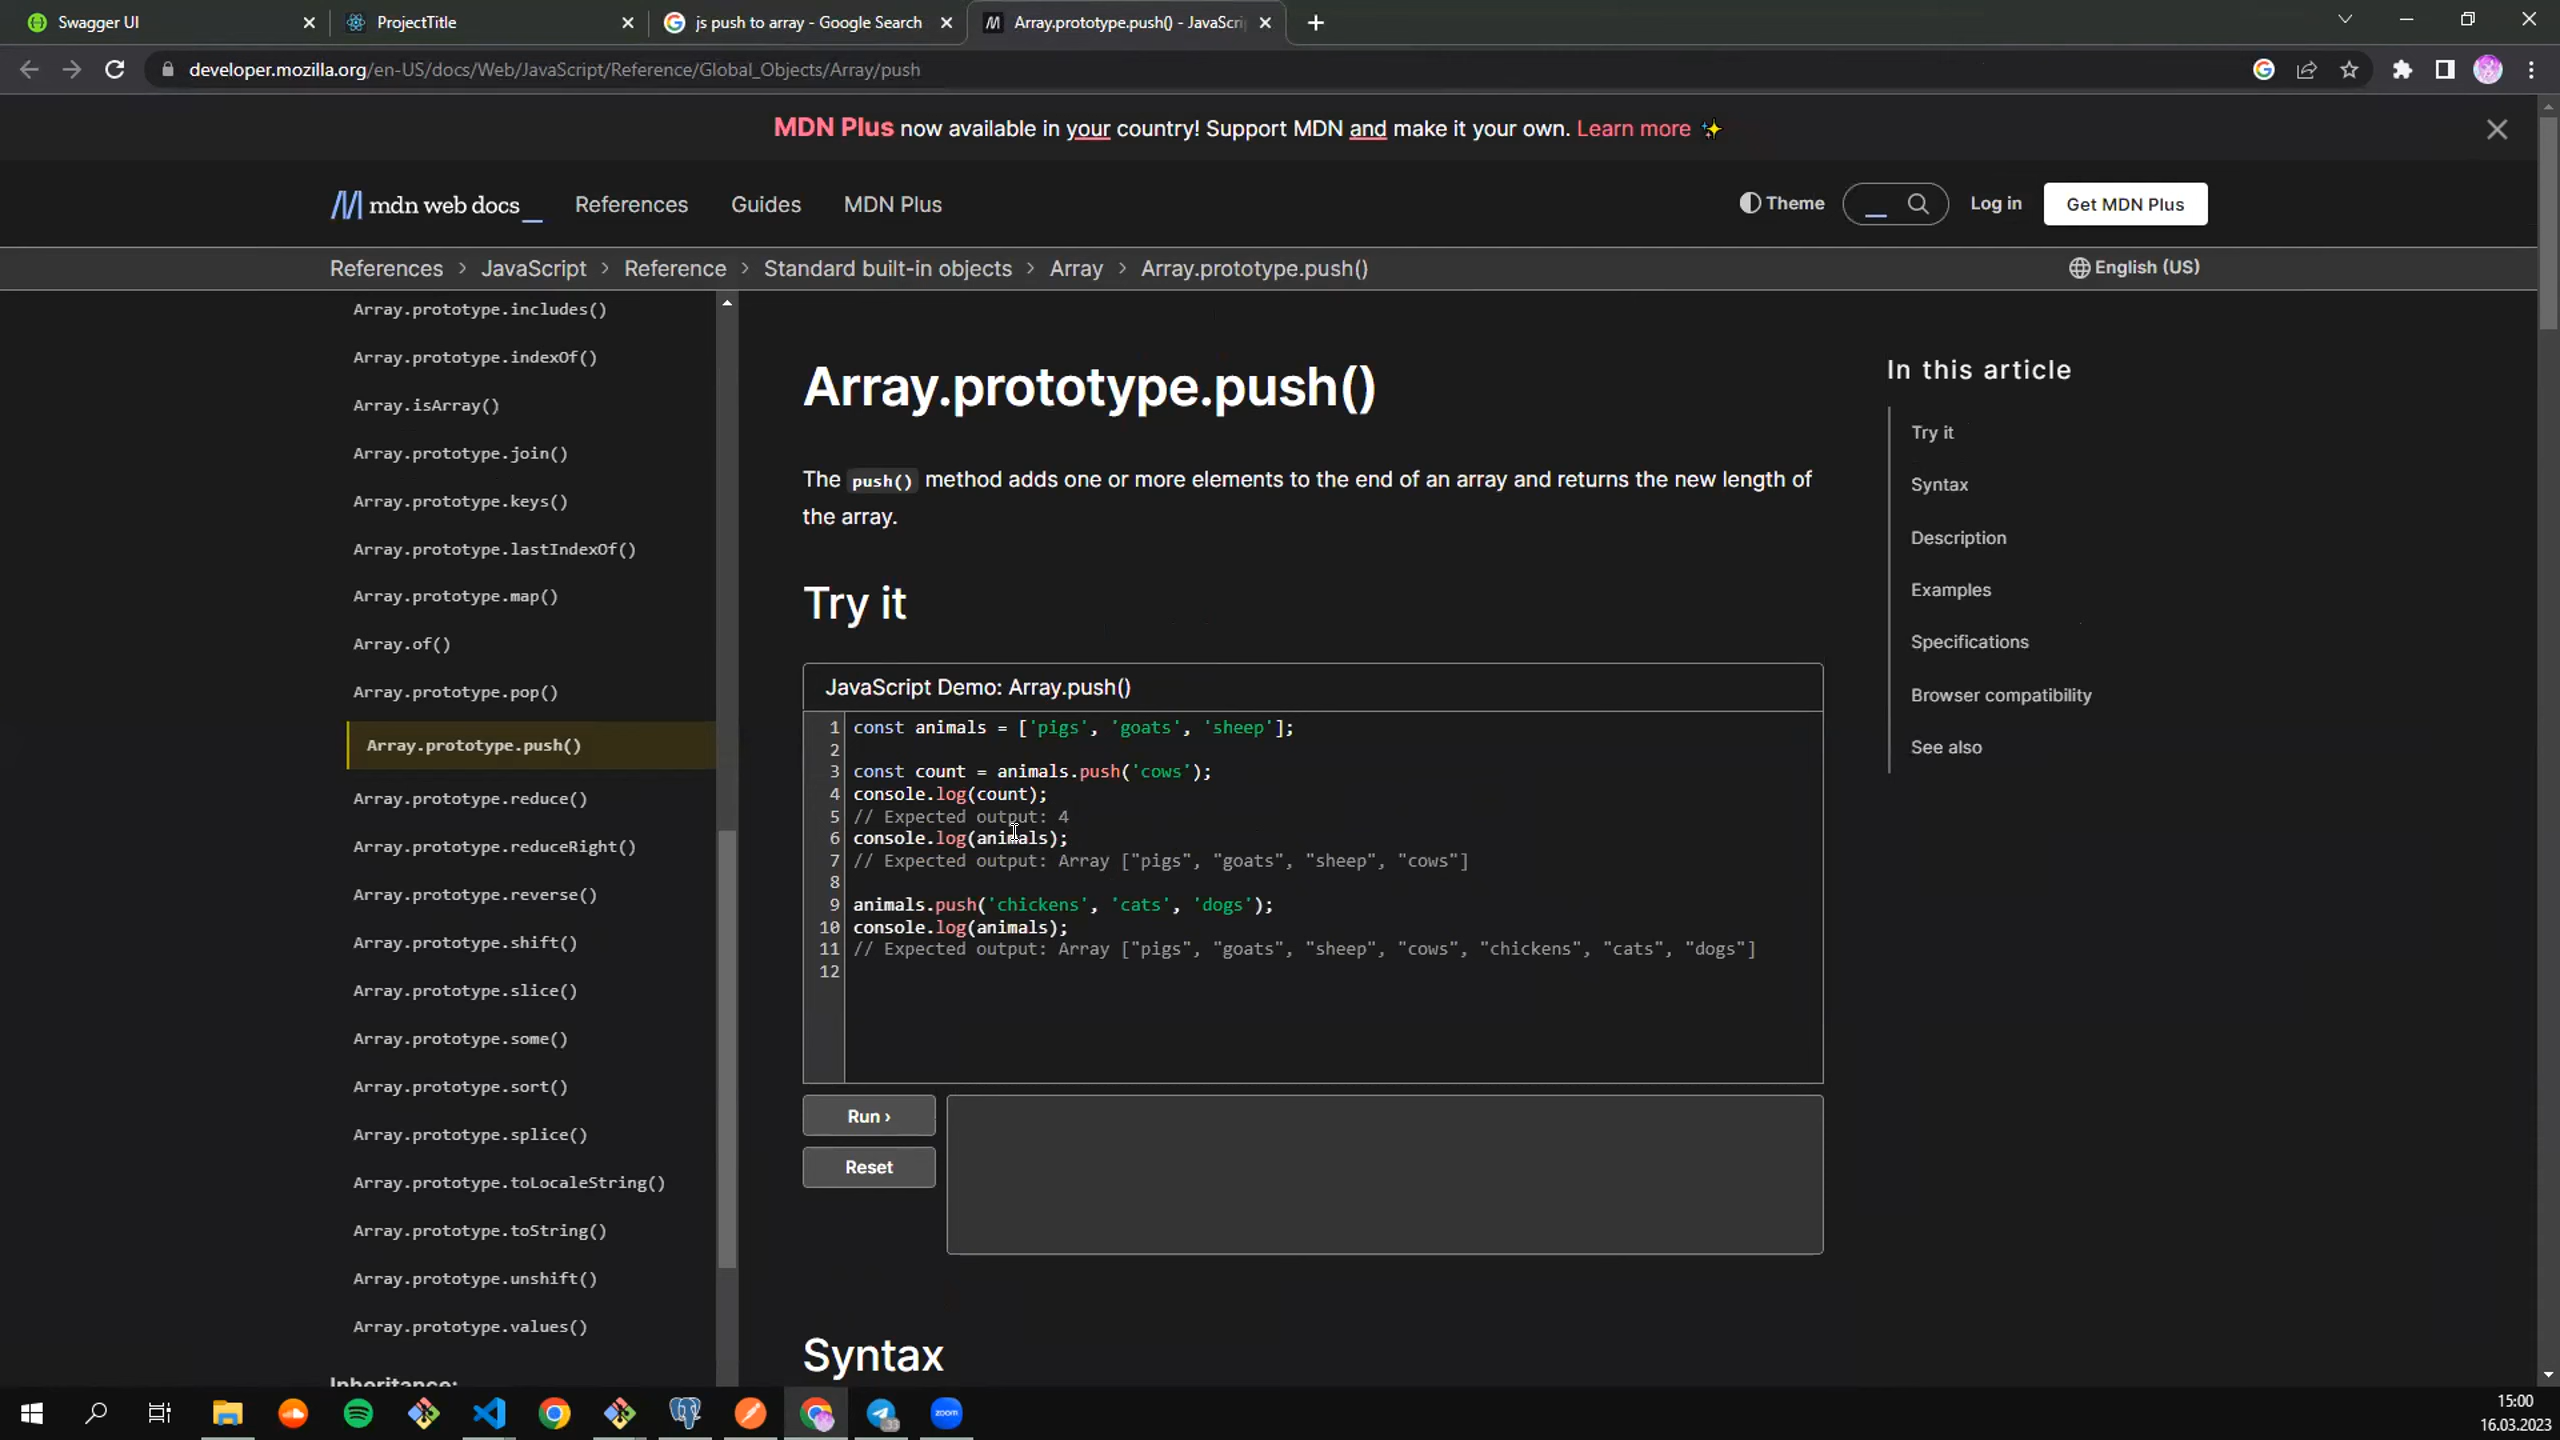 Swagger UI
ProjectTitle
js push to array - Google Search
Array.prototype.push() - JavaScri
developer.mozilla.org/en-US/docs/Web/JavaScript/Reference/Global_Objects/Array/push
MDN Plus now available in your country! Support MDN and make it your own. Learn more ✨
mdn web docs_
References
Guides
MDN Plus
Theme
Log in
Get MDN Plus
References > JavaScript > Reference > Standard built-in objects > Array > Array.prototype.push()
English (US)
Array.prototype.includes()
Array.prototype.indexOf()
Array.isArray()
Array.prototype.join()
Array.prototype.keys()
Array.prototype.lastIndexOf()
Array.prototype.map()
Array.of()
Array.prototype.pop()
Array.prototype.push()
Array.prototype.reduce()
Array.prototype.reduceRight()
Array.prototype.reverse()
Array.prototype.shift()
Array.prototype.slice()
Array.prototype.some()
Array.prototype.sort()
Array.prototype.splice()
Array.prototype.toLocaleString()
Array.prototype.toString()
Array.prototype.unshift()
Array.prototype.values()
Inheritance:
Array.prototype.push()
The push() method adds one or more elements to the end of an array and returns the new length of
the array.
Try it
JavaScript Demo: Array.push()
1 const animals = ['pigs', 'goats', 'sheep'];
2
3 const count = animals.push('cows');
4 console.log(count);
5 // Expected output: 4
6 console.log(animals);
7 // Expected output: Array ["pigs", "goats", "sheep", "cows"]
8
9 animals.push('chickens', 'cats', 'dogs');
10 console.log(animals);
11 // Expected output: Array ["pigs", "goats", "sheep", "cows", "chickens", "cats", "dogs"]
12
Run ›
Reset
Syntax
In this article
Try it
Syntax
Description
Examples
Specifications
Browser compatibility
See also
33
zoom
15:00
16.03.2023